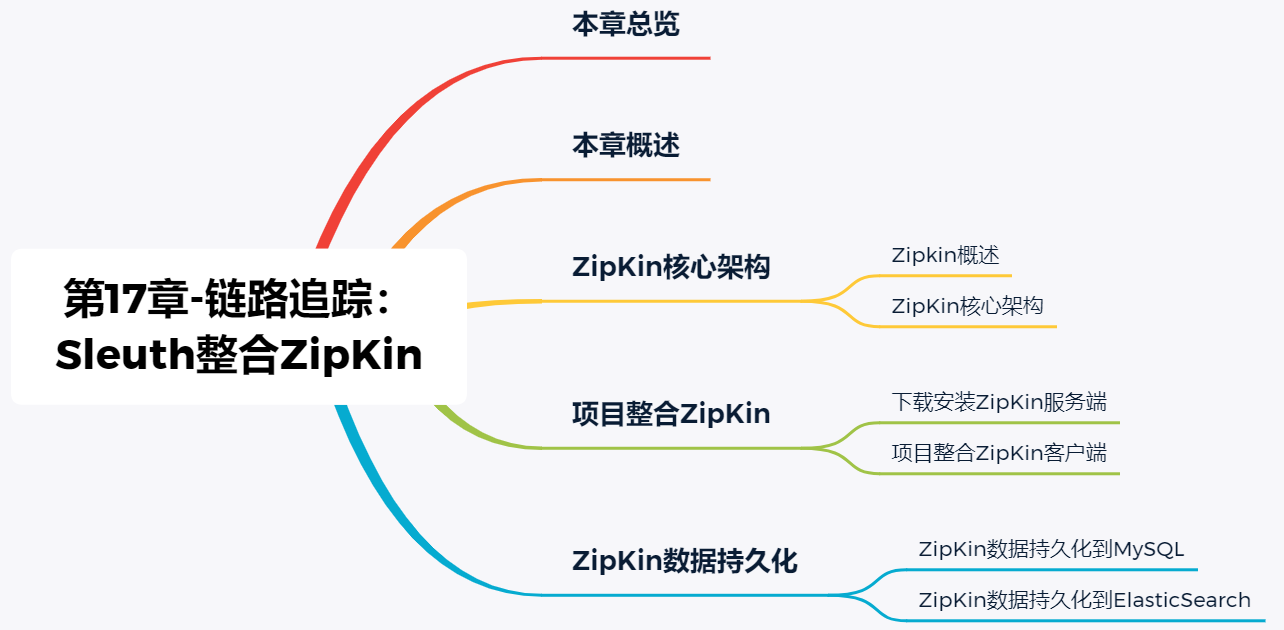 第17章-链路追踪：
Sleuth整合ZipKin
本章总览
本章概述
ZipKin核心架构
Zipkin概述
ZipKin核心架构
项目整合ZipKin
下载安装ZipKin服务端
项目整合ZipKin客户端
ZipKin数据持久化
ZipKin数据持久化到MySQL
ZipKin数据持久化到ElasticSearch